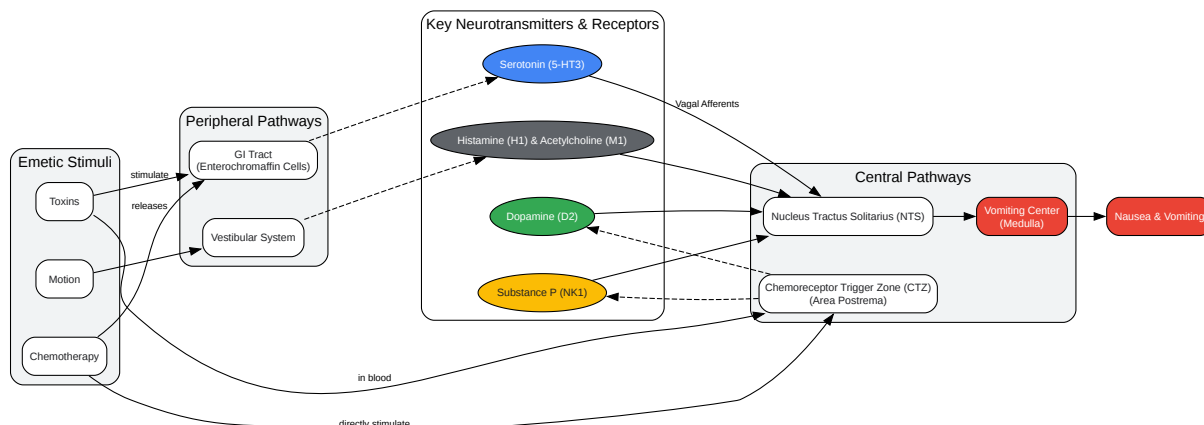 Key Neurotransmitters & Receptors
Serotonin (5-HT3)
Histamine (H1) & Acetylcholine (M1)
Dopamine (D2)
Substance P (NK1)
Peripheral Pathways
GI Tract
(Enterochromaffin Cells)
Vestibular System
Emetic Stimuli
Toxins
Motion
Chemotherapy
stimulate
releases
Vagal Afferents
Central Pathways
Nucleus Tractus Solitarius (NTS)
Vomiting Center
(Medulla)
Nausea & Vomiting
Chemoreceptor Trigger Zone (CTZ)
(Area Postrema)
in blood
directly stimulate